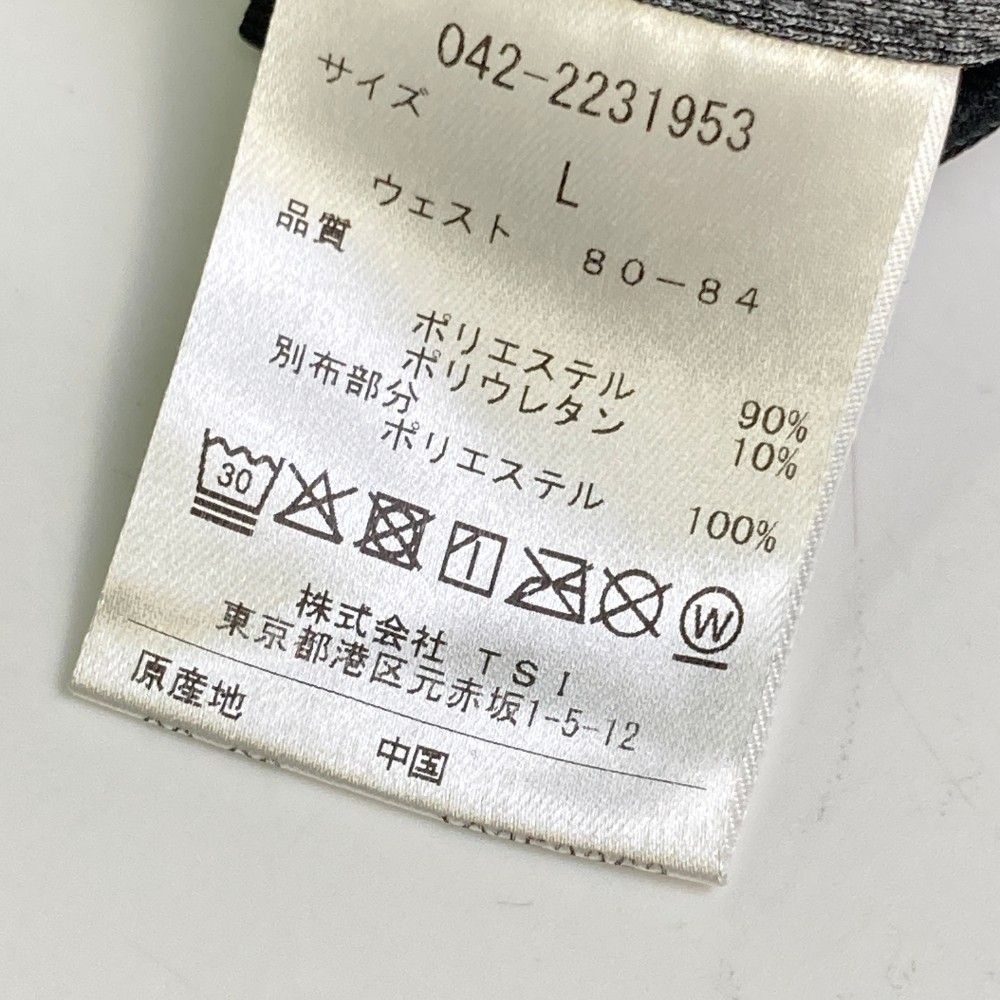 042-2231953
サイズ
L
ウェスト 80-84
品質
ポリエステル 90%
ポリウレタン 10%
別布部分
ポリエステル 100%
30
W
株式会社 TSI
東京都港区元赤坂1-5-12
原産地
中国